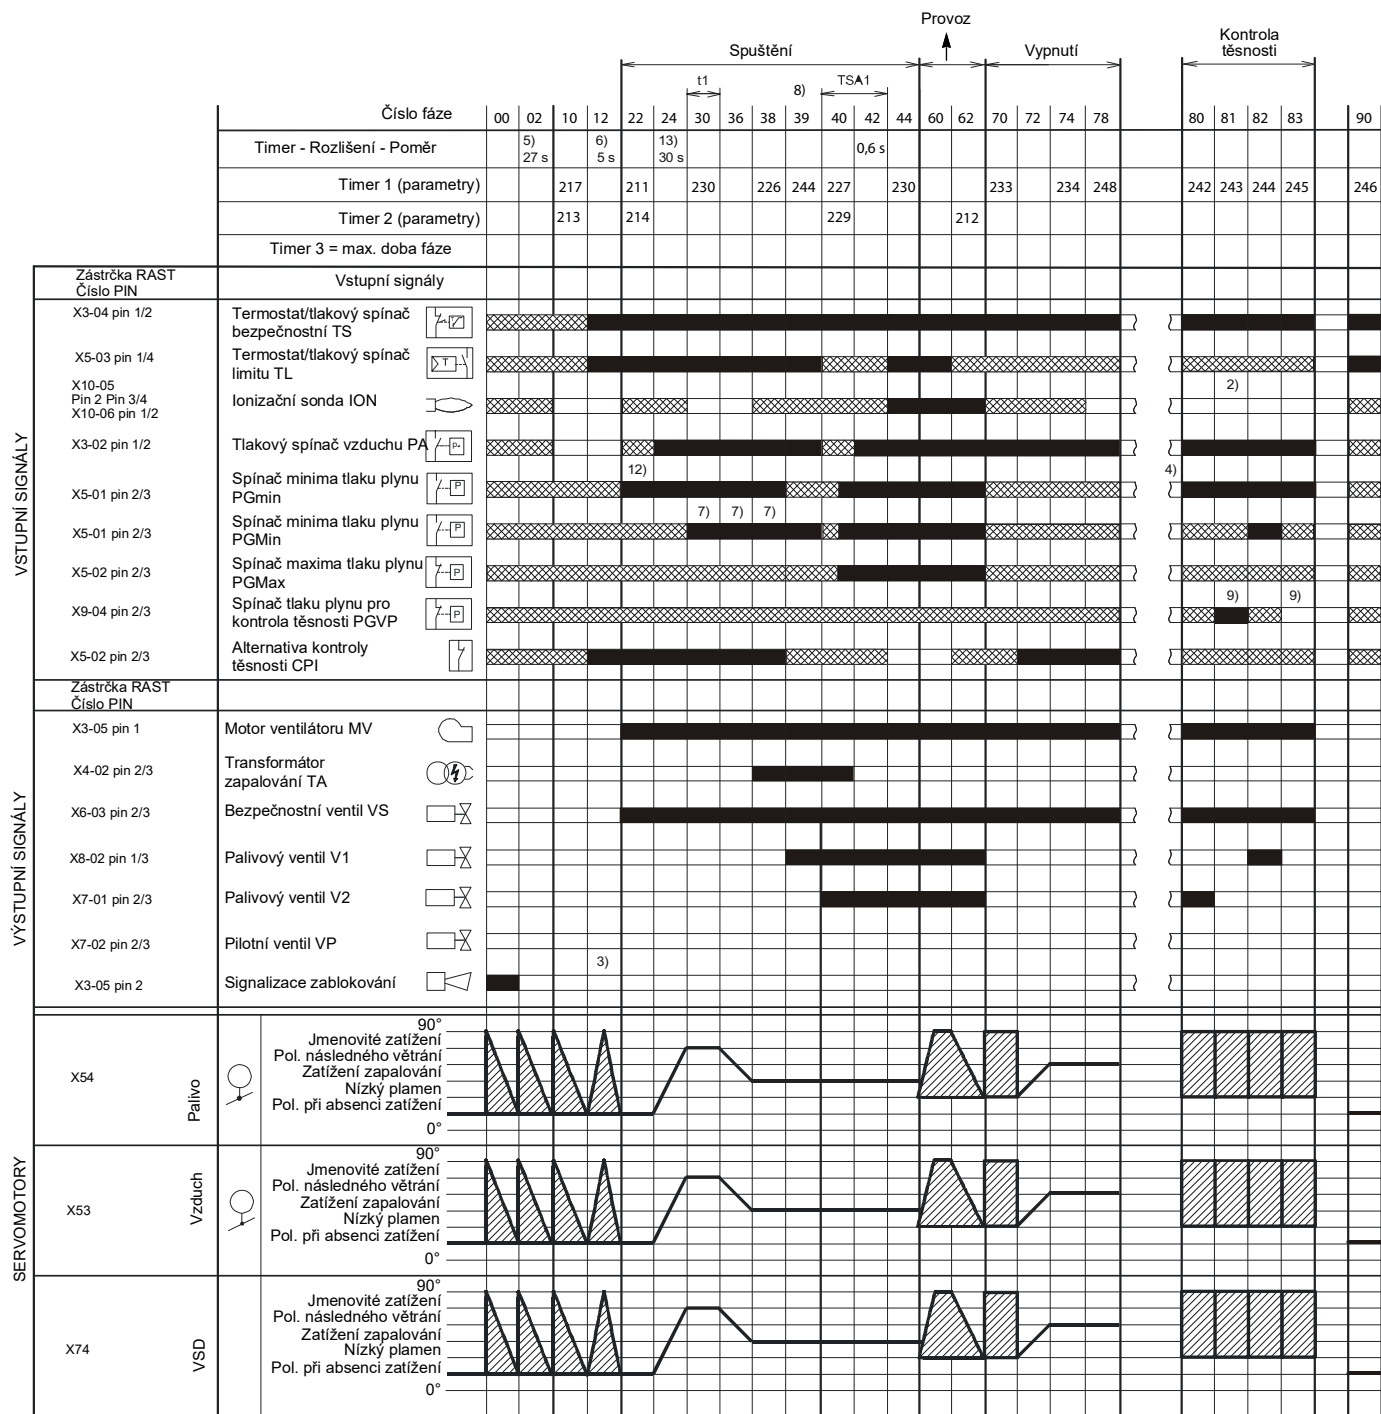 Provoz
Spuštění
Vypnutí
Kontrola
těsnosti
t1
8)
TSA1
Číslo fáze
00 02 10 12 22 24 30 36 38 39 40 42 44 60 62 70 72 74 78 80 81 82 83 90
Timer - Rozlišení - Poměr
5) 6) 13)
27 s 5 s 30 s 0,6 s
Timer 1 (parametry) 217 211 230 226 244 227 230 233 234 248 242 243 244 245 246
Timer 2 (parametry) 213 214 229 212
Timer 3 = max. doba fáze
Zástrčka RAST
Číslo PIN
Vstupní signály
VSTUPNÍ SIGNÁLY
X3-04 pin 1/2
Termostat/tlakový spínač
bezpečnostní TS
X5-03 pin 1/4
Termostat/tlakový spínač
limitu TL
T
2)
X10-05
Pin 2 Pin 3/4
X10-06 pin 1/2
Ionizační sonda ION
X3-02 pin 1/2
Tlakový spínač vzduchu PA
P
12) 4)
X5-01 pin 2/3
Spínač minima tlaku plynu
PGmin
P
7) 7) 7)
X5-01 pin 2/3
Spínač minima tlaku plynu
PGMin
P
X5-02 pin 2/3
Spínač maxima tlaku plynu
PGMax
P
9) 9)
X9-04 pin 2/3
Spínač tlaku plynu pro
kontrola těsnosti PGVP
P
X5-02 pin 2/3
Alternativa kontroly
těsnosti CPI
Zástrčka RAST
Číslo PIN
VÝSTUPNÍ SIGNÁLY
X3-05 pin 1
Motor ventilátoru MV
X4-02 pin 2/3
Transformátor
zapalování TA
X6-03 pin 2/3
Bezpečnostní ventil VS
X8-02 pin 1/3
Palivový ventil V1
X7-01 pin 2/3
Palivový ventil V2
X7-02 pin 2/3
Pilotní ventil VP
3)
X3-05 pin 2
Signalizace zablokování
SERVOMOTORY
X54
Palivo
90°
Jmenovité zatížení
Pol. následného větrání
Zatížení zapalování
Nízký plamen
Pol. při absenci zatížení
0°
X53
Vzduch
90°
Jmenovité zatížení
Pol. následného větrání
Zatížení zapalování
Nízký plamen
Pol. při absenci zatížení
0°
X74
VSD
90°
Jmenovité zatížení
Pol. následného větrání
Zatížení zapalování
Nízký plamen
Pol. při absenci zatížení
0°